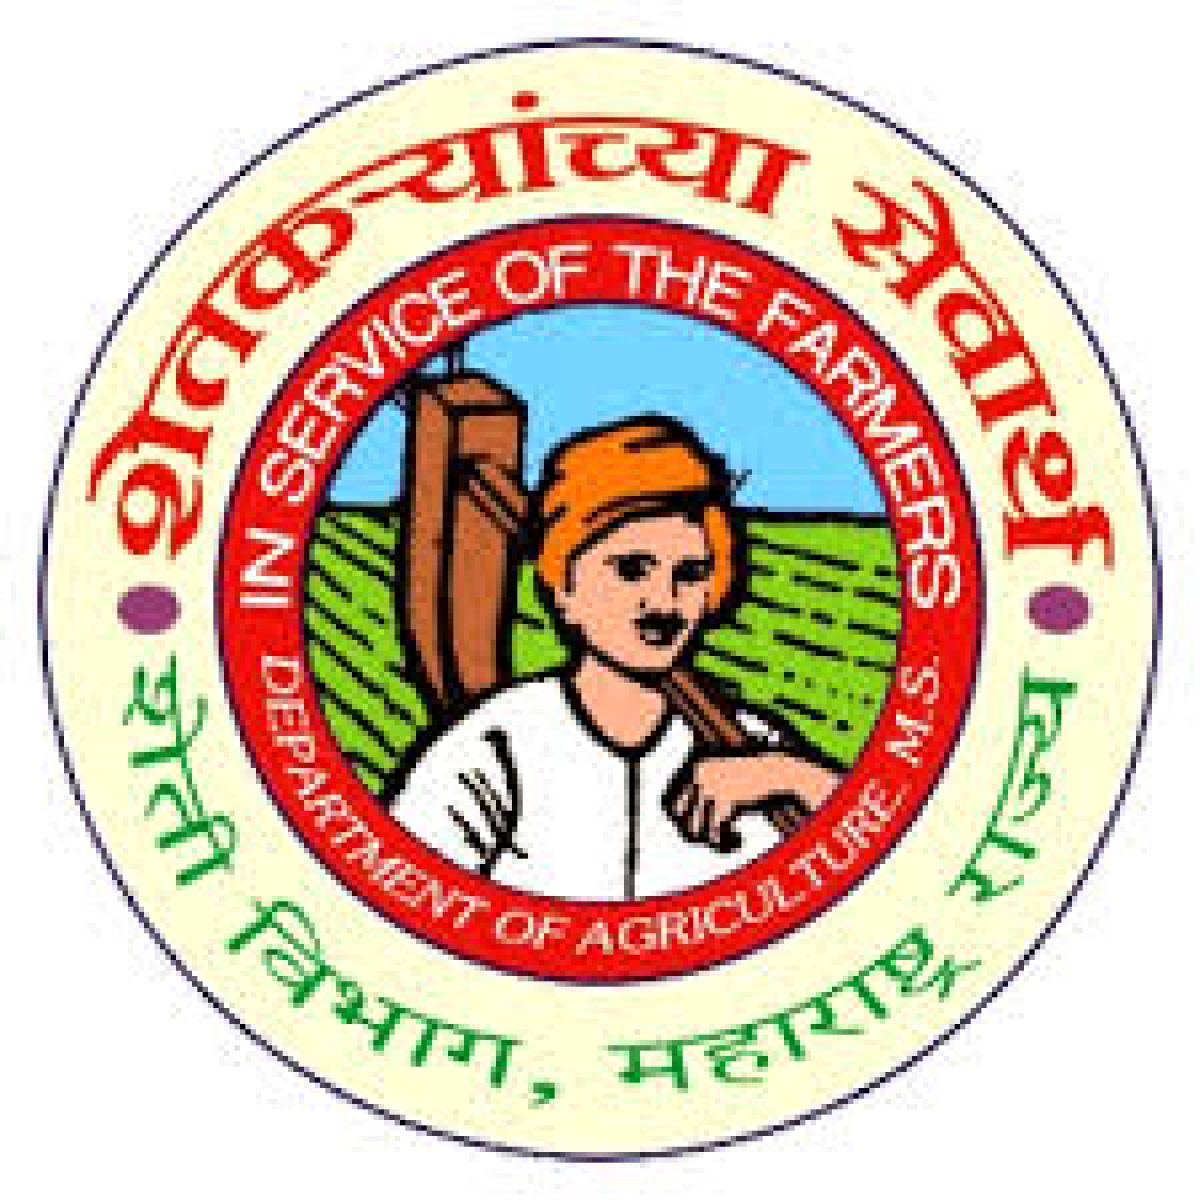 शेतकऱ्यांच्या सेवार्थ
IN SERVICE OF THE FARMERS
DEPARTMENT OF AGRICULTURE M.S.
शेती विभाग, महाराष्ट्र राज्य